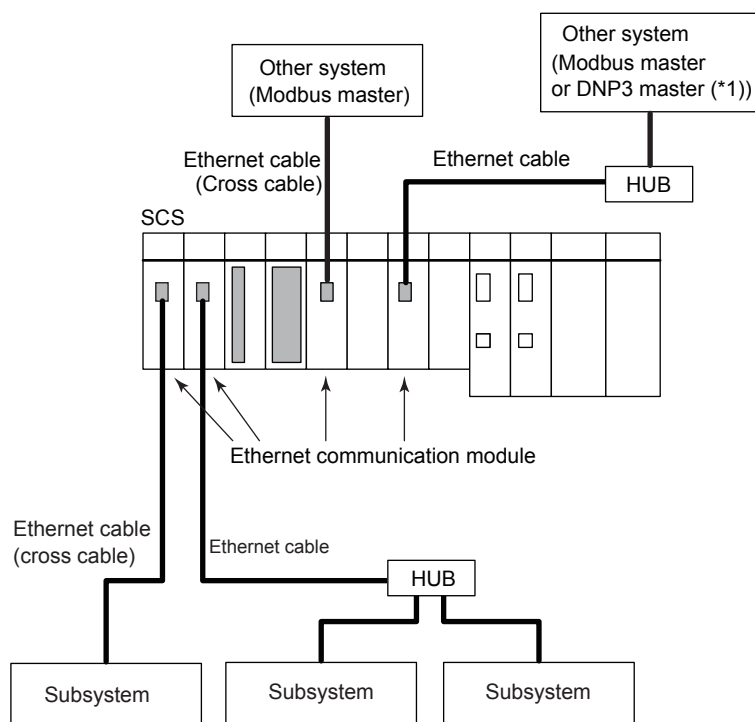 Other system
(Modbus master)
Other system
(Modbus master
or DNP3 master (*1))
Ethernet cable
(Cross cable)
Ethernet cable
HUB
SCS
Ethernet communication module
Ethernet cable
(cross cable)
Ethernet cable
HUB
Subsystem
Subsystem
Subsystem